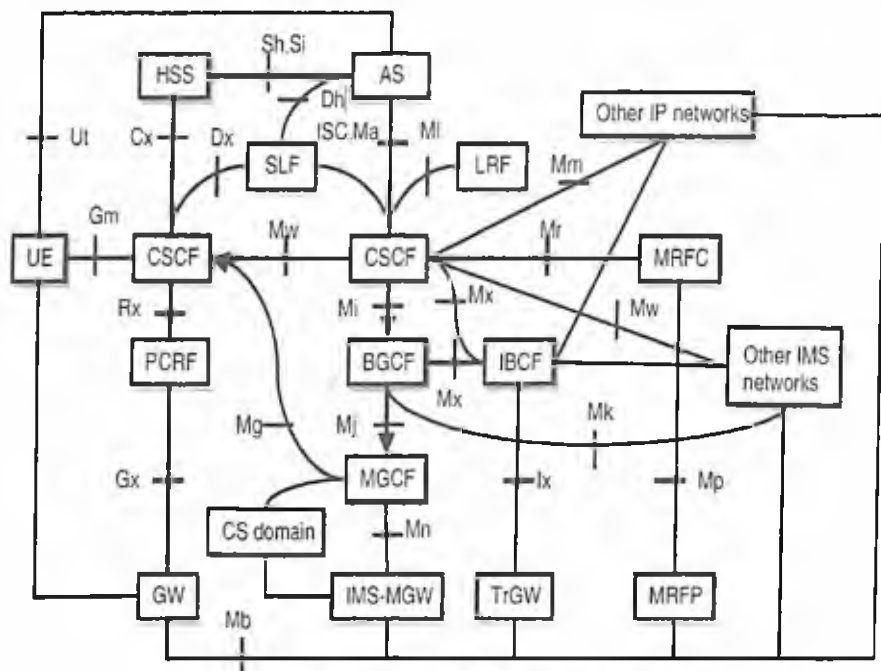 Sh,Si
HSS
AS
Dh
Other IP networks
Ut
Cx
Dx
ISC,Ma
Ml
SLF
LRF
Mm
Gm
Mw
Mr
UE
CSCF
CSCF
MRFC
Rx
Mi
Mx
Mw
PCRF
BGCF
IBCF
Other IMS
networks
Mx
Mk
Mg
Mj
Gx
MGCF
Ix
Mp
CS domain
Mn
GW
IMS-MGW
TrGW
MRFP
Mb